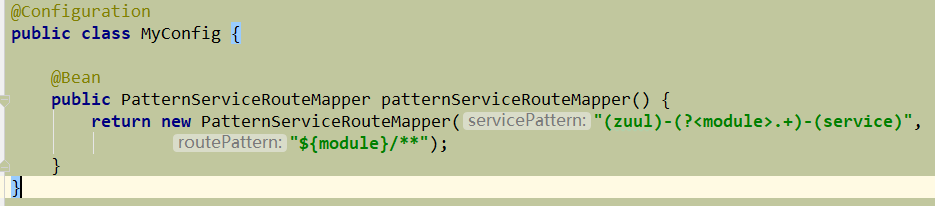 @Configuration
public class MyConfig {
@Bean
public PatternServiceRouteMapper patternServiceRouteMapper() {
return new PatternServiceRouteMapper( servicePattern: "(zuul)-(?<module>.+)-(service)",
routePattern: "${module}/**");
}
}